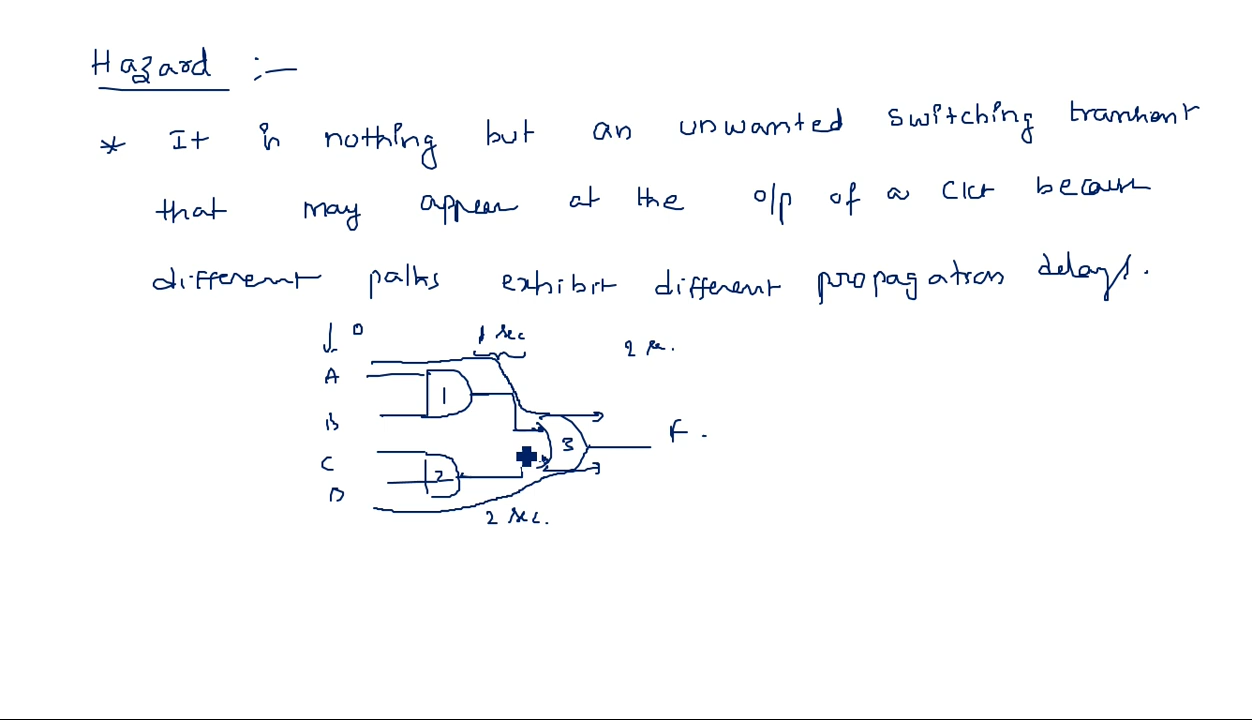 Hazard :-
* It is nothing but an unwanted switching transient
that may appear at the o/p of a Ckt because
different paths exhibit different propagation delays.
0 1 sec 2 sec.
A
1
B
3 F.
C
2
D
2 sec.